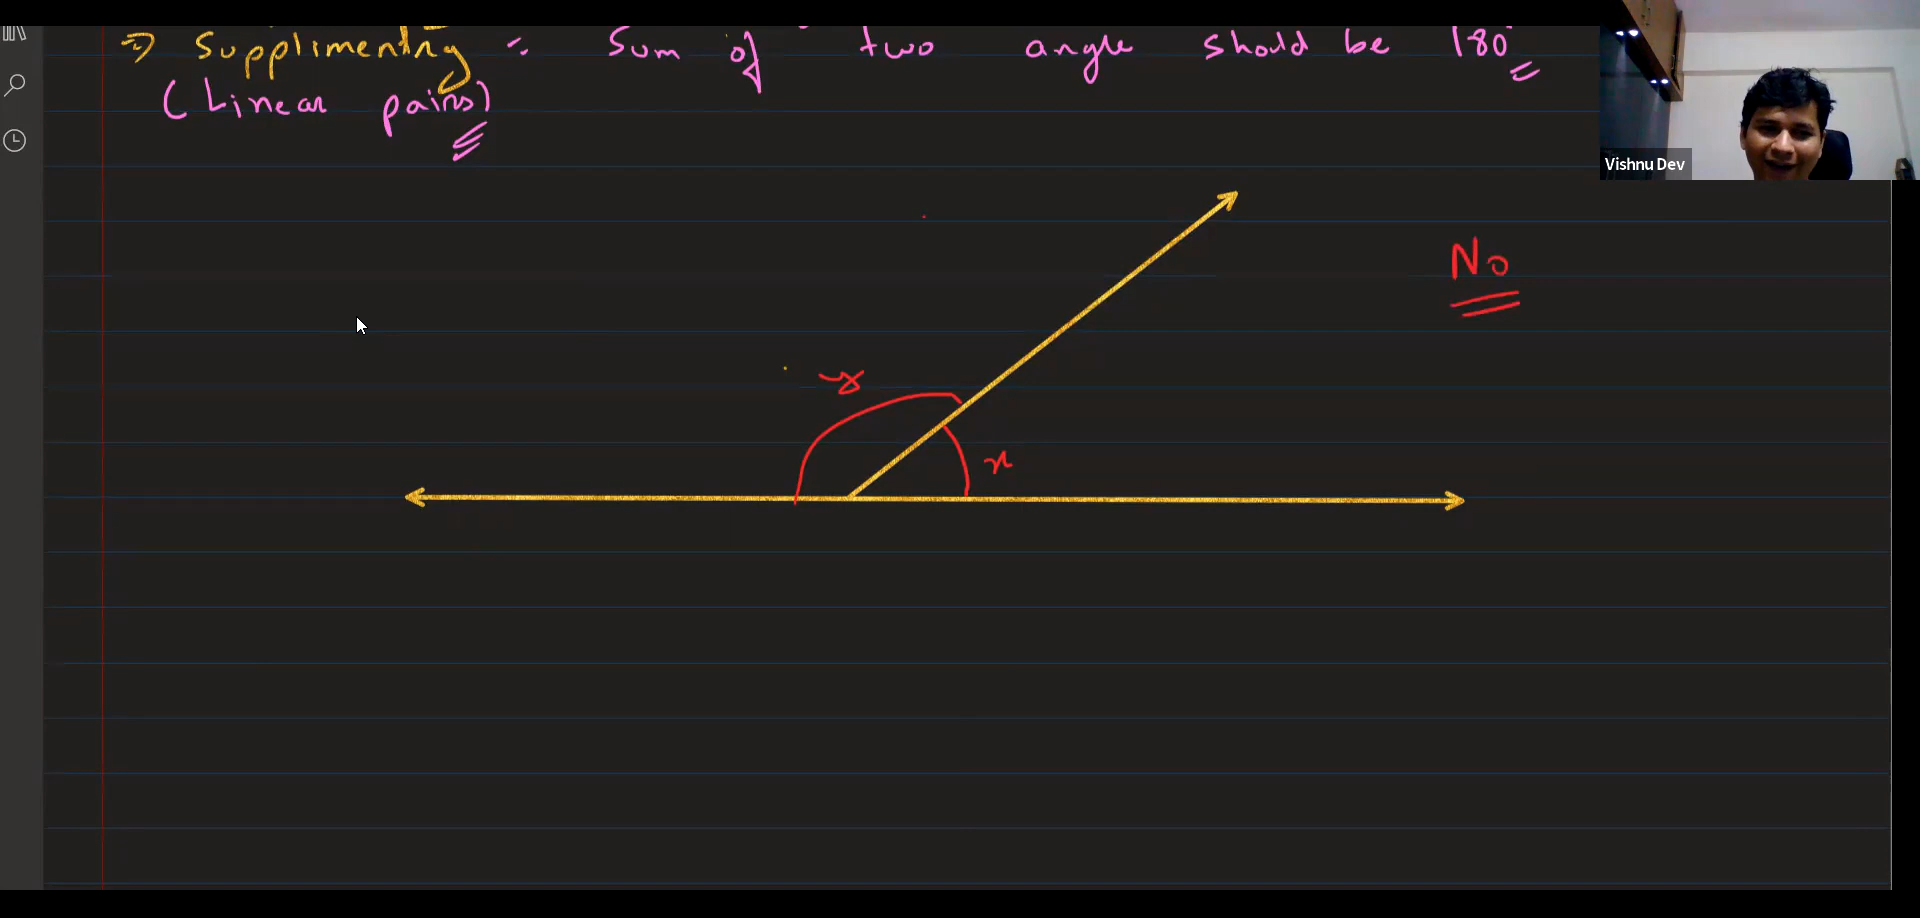 ⇒ Supplimentry :- Sum of two angle should be 180°
(Linear pairs)
Vishnu Dev
No
x
x